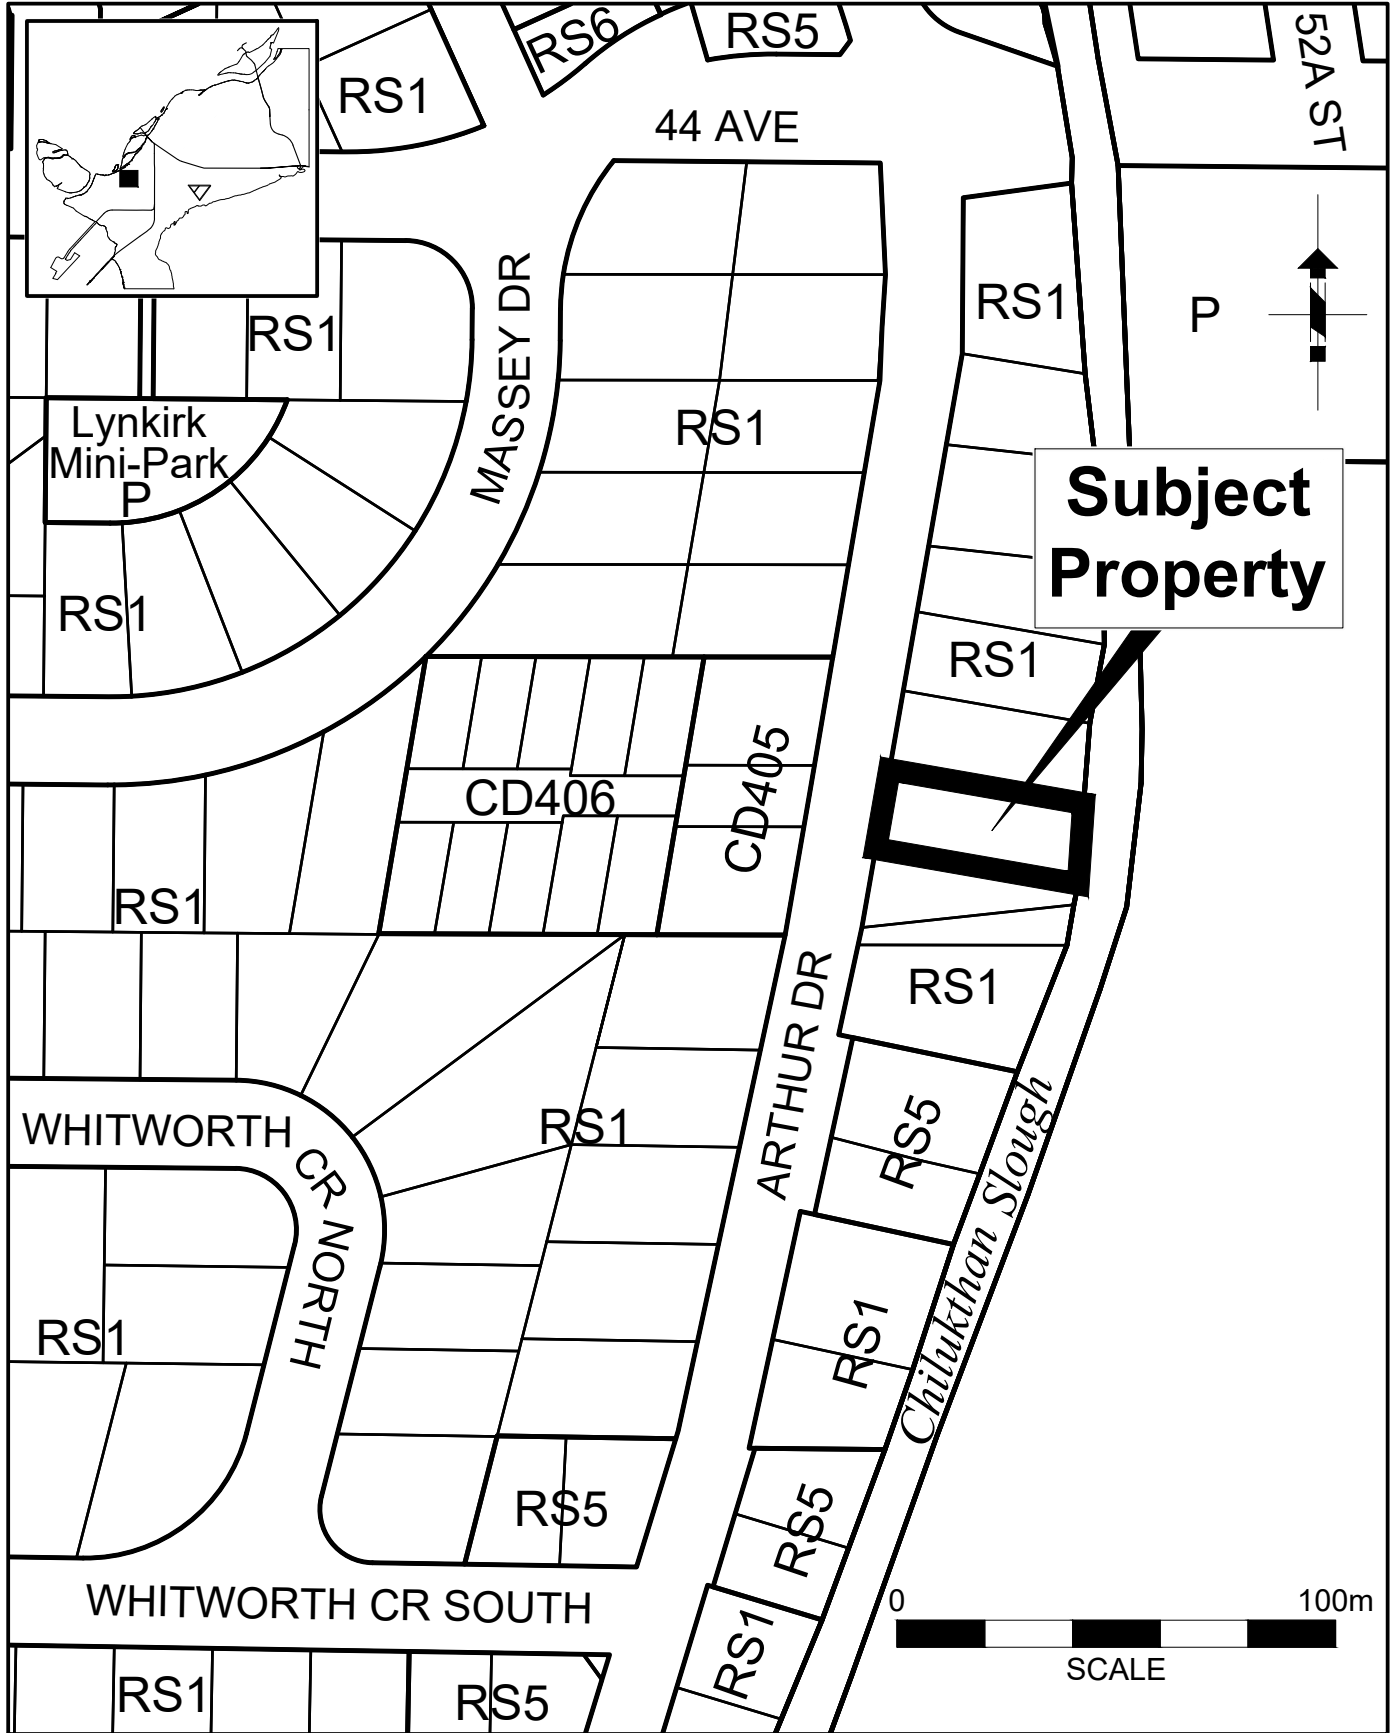 RS6
RS5
52A ST
RS1
44 AVE
RS1
P
MASSEY DR
RS1
Lynkirk
Mini-Park
P
RS1
Subject
Property
RS1
RS1
CD405
CD406
RS1
RS1
ARTHUR DR
RS5
Chilukthan Slough
WHITWORTH
CR NORTH
RS1
RS1
RS1
RS5
RS5
WHITWORTH CR SOUTH
0
100m
SCALE
RS1
RS1
RS5